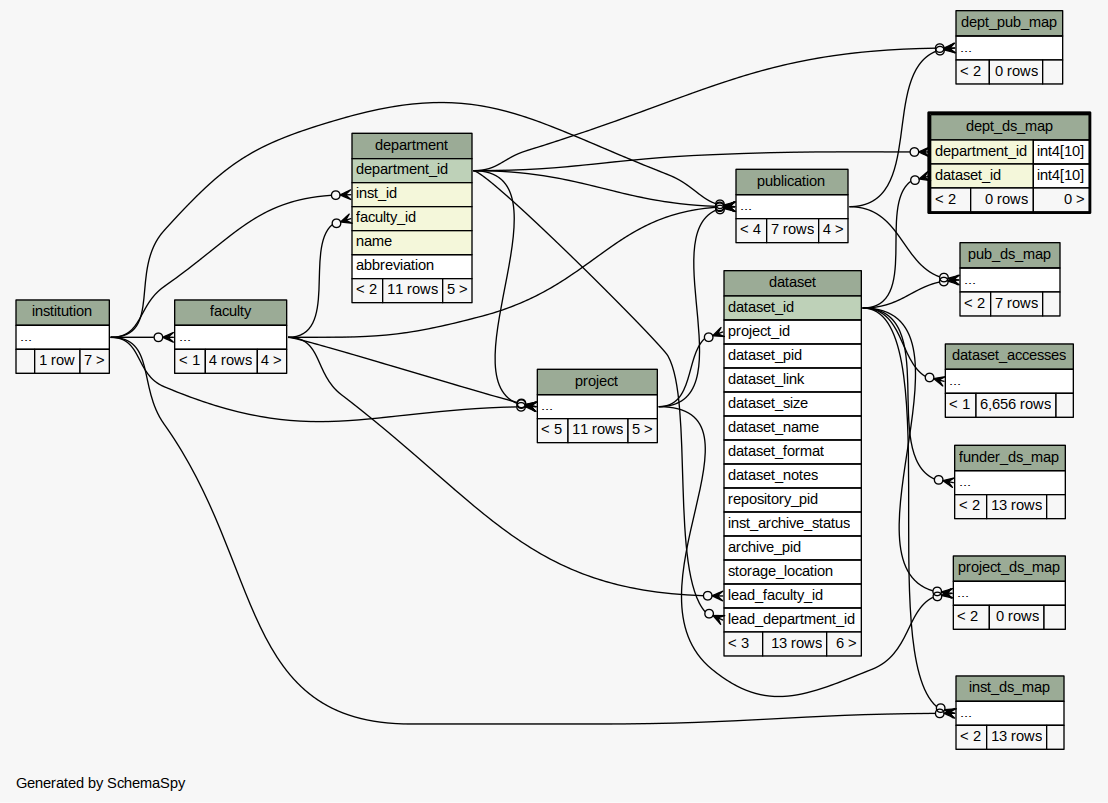 dept_pub_map
...
< 2 0 rows
dept_ds_map
department_id int4[10]
dataset_id int4[10]
< 2 0 rows 0 >
department
department_id
inst_id
faculty_id
name
abbreviation
< 2 11 rows 5 >
publication
...
< 4 7 rows 4 >
pub_ds_map
...
< 2 7 rows
institution
...
1 row 7 >
faculty
...
< 1 4 rows 4 >
project
...
< 5 11 rows 5 >
dataset
dataset_id
project_id
dataset_pid
dataset_link
dataset_size
dataset_name
dataset_format
dataset_notes
repository_pid
inst_archive_status
archive_pid
storage_location
lead_faculty_id
lead_department_id
< 3 13 rows 6 >
dataset_accesses
...
< 1 6,656 rows
funder_ds_map
...
< 2 13 rows
project_ds_map
...
< 2 0 rows
inst_ds_map
...
< 2 13 rows
Generated by SchemaSpy